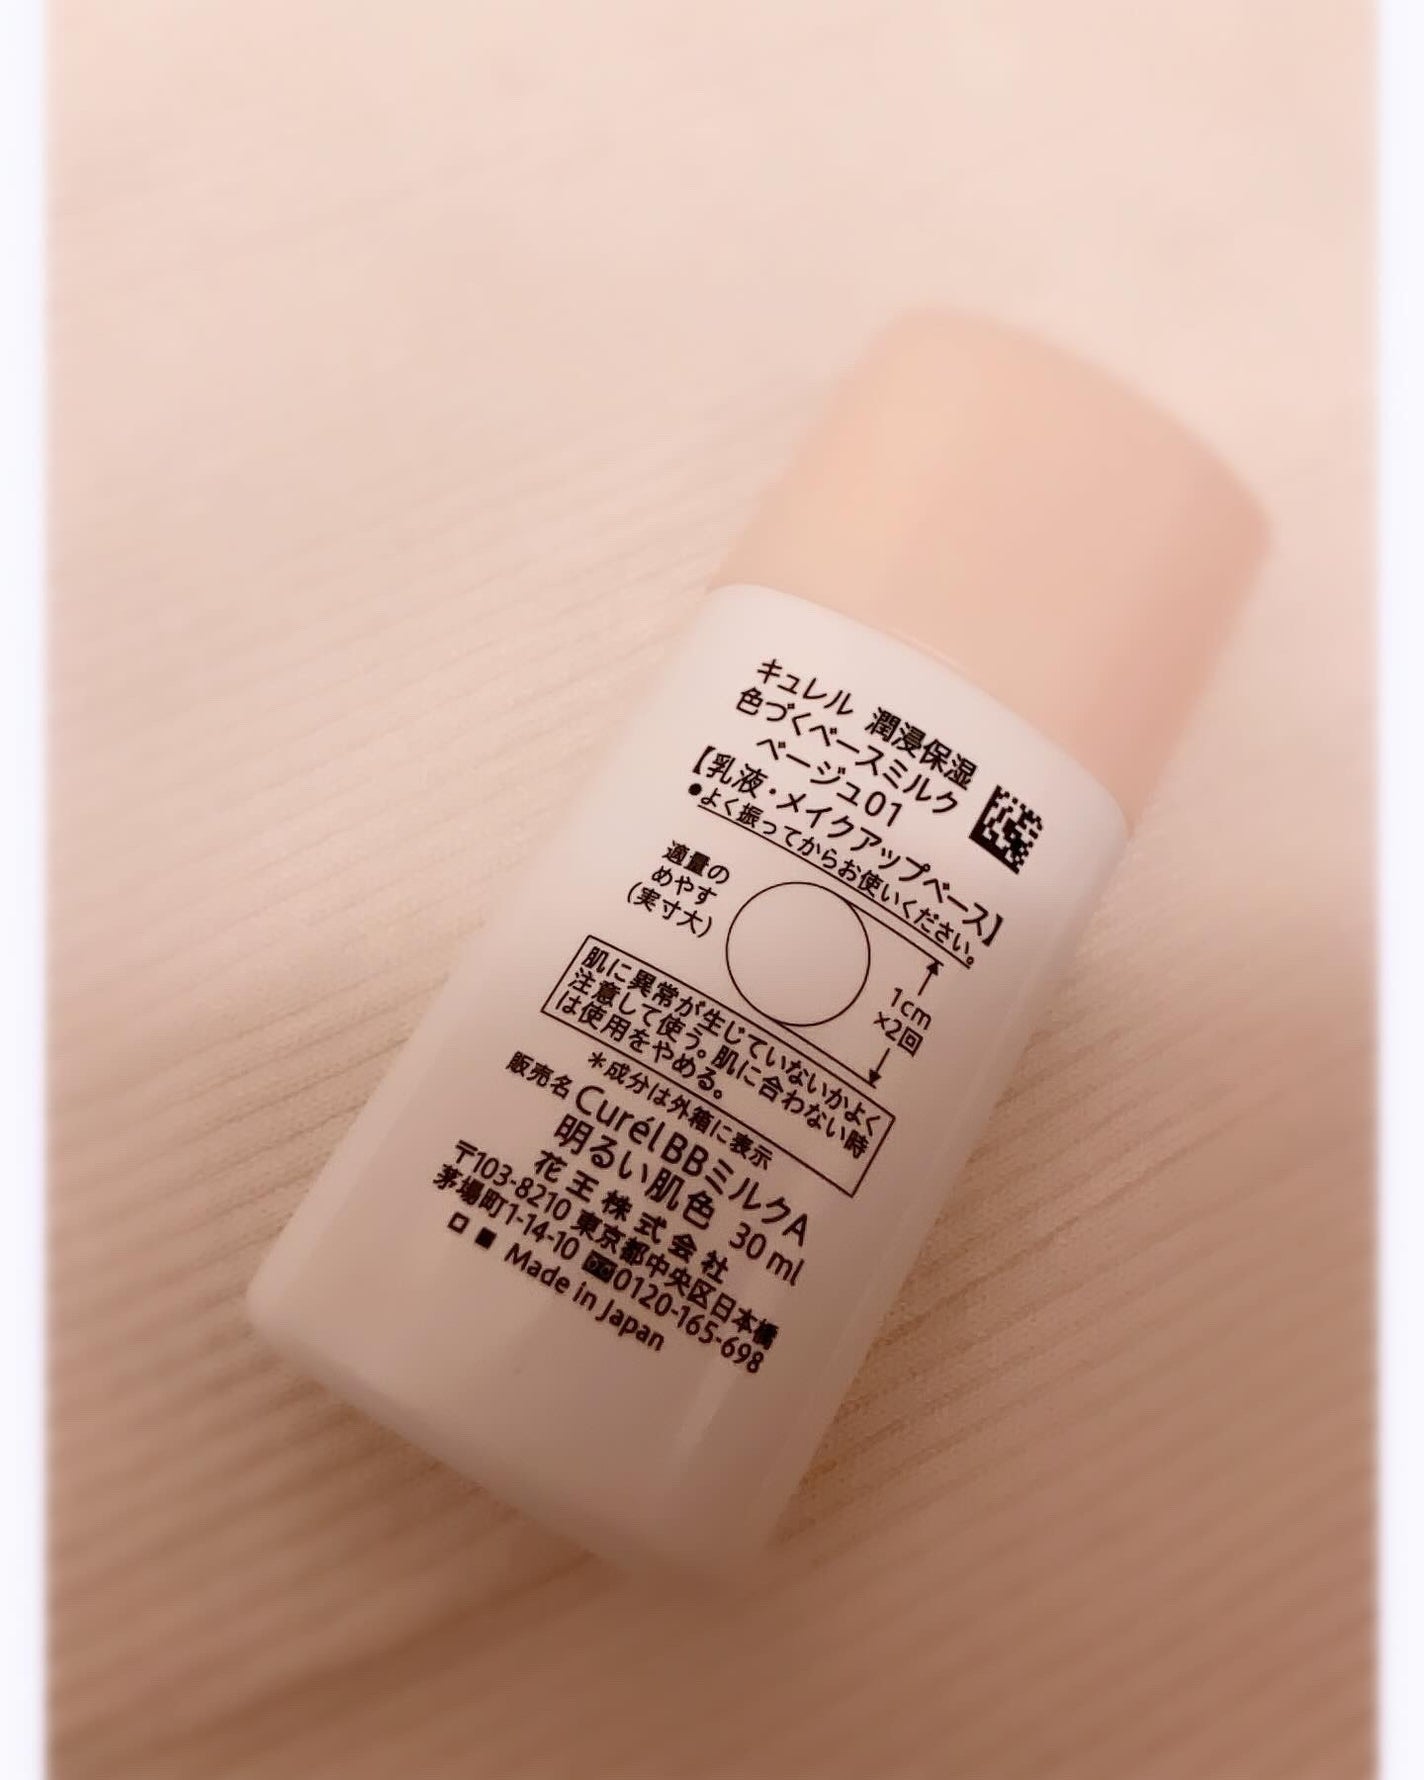 キュレル 潤浸保湿
色づくベースミルク
ベージュ01
【乳液・メイクアップベース】
●よく振ってからお使いください。
適量の
めやす
(実寸大)
1cm
×2回
肌に異常が生じていないかよく
注意して使う。肌に合わない時
は使用をやめる。
＊成分は外箱に表示
販売名 Curél BBミルクA
明るい肌色 30ml
花王株式会社
〒103-8210 東京都中央区日本橋
茅場町1-14-10 0120-165-698
Made in Japan